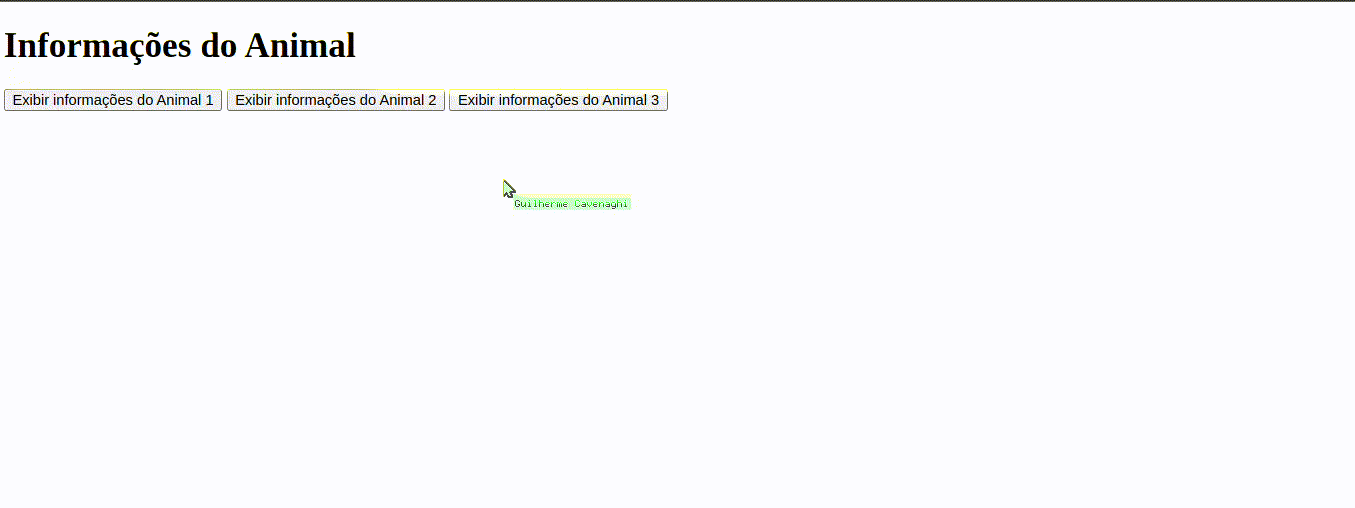 Informações do Animal
Exibir informações do Animal 1 Exibir informações do Animal 2 Exibir informações do Animal 3
Guilherme Cavenaghi